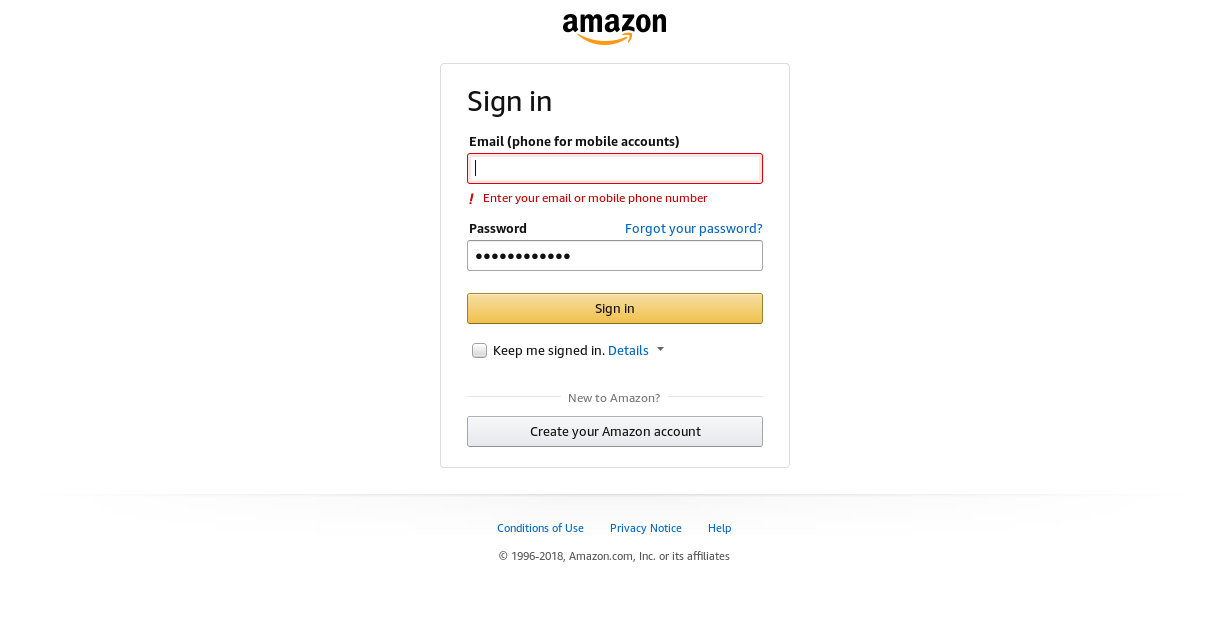 amazon
Sign in
Email (phone for mobile accounts)
! Enter your email or mobile phone number
Password Forgot your password?
••••••••••••
Sign in
Keep me signed in. Details
New to Amazon?
Create your Amazon account
Conditions of Use Privacy Notice Help
© 1996-2018, Amazon.com, Inc. or its affiliates